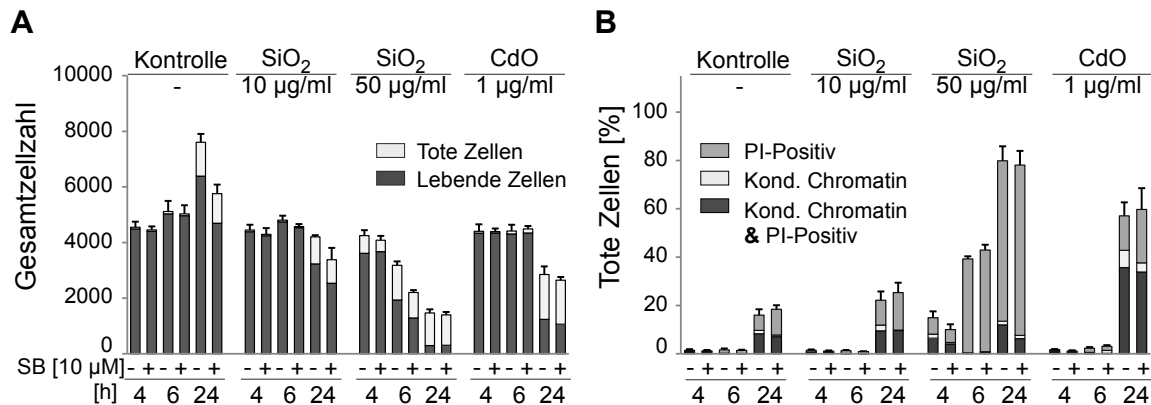 A
Kontrolle SiO₂ SiO₂ CdO
- 10 µg/ml 50 µg/ml 1 µg/ml
Gesamtzellzahl
10000
8000
6000
4000
2000
0
Tote Zellen
Lebende Zellen
SB [10 µM] - + - + - + - + - + - + - + - + - + - + - + - +
[h] 4 6 24 4 6 24 4 6 24 4 6 24
B
Kontrolle SiO₂ SiO₂ CdO
- 10 µg/ml 50 µg/ml 1 µg/ml
Tote Zellen [%]
100
80
60
40
20
0
PI-Positiv
Kond. Chromatin
Kond. Chromatin
& PI-Positiv
- + - + - + - + - + - + - + - + - + - + - + - +
4 6 24 4 6 24 4 6 24 4 6 24